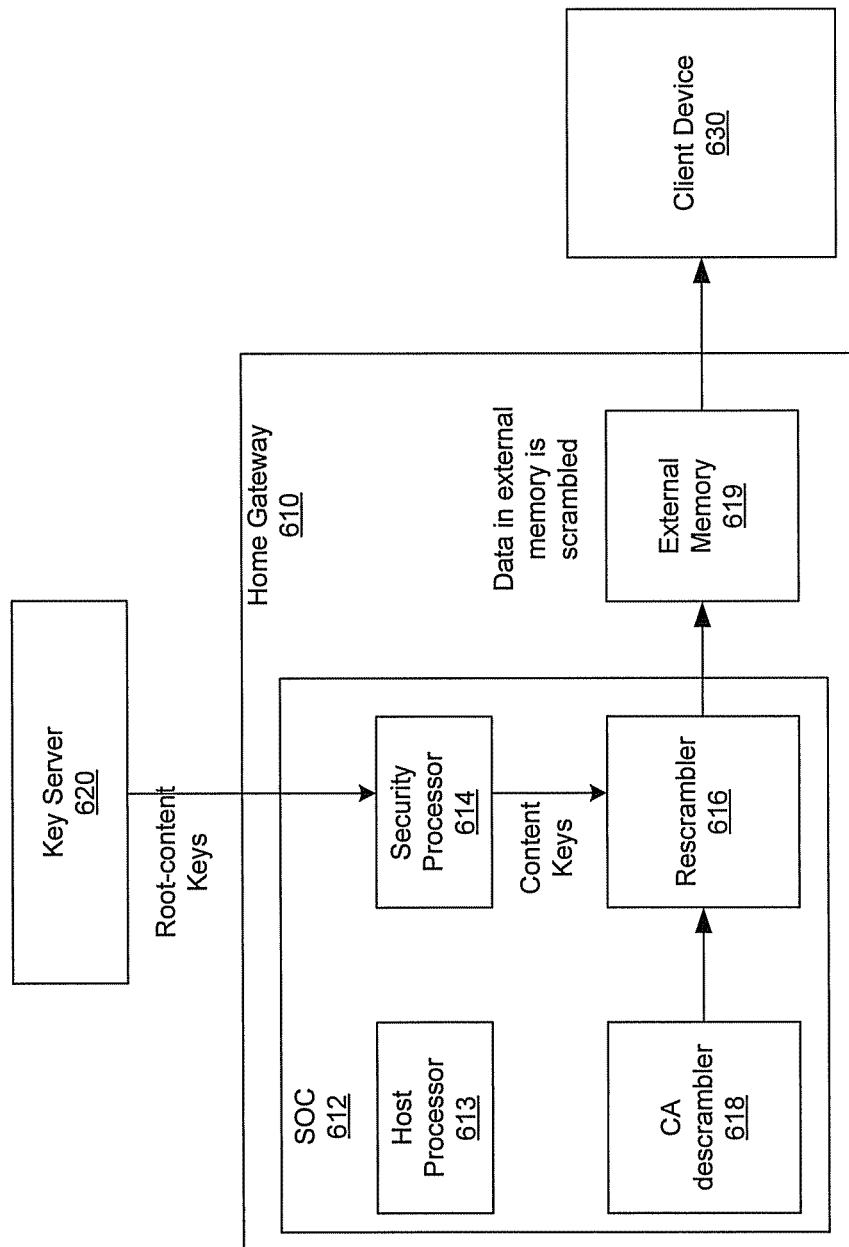 Key Server
620
Root-content
Keys
Home Gateway
610
SOC
612
Host
Processor
613
Security
Processor
614
Content
Keys
CA
descrambler
618
Rescrambler
616
Data in external
memory is
scrambled
External
Memory
619
Client Device
630